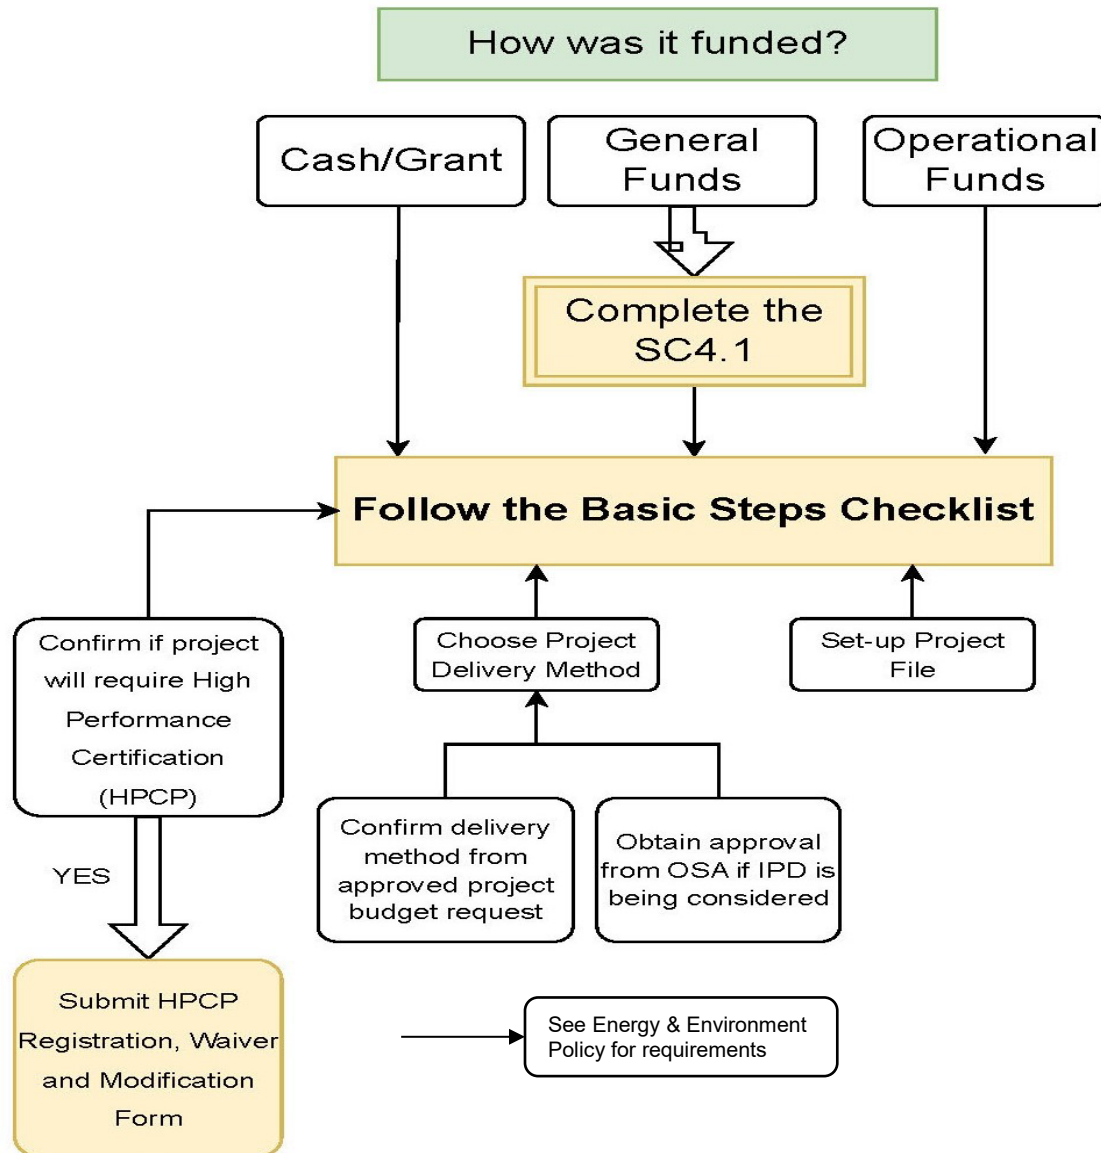 How was it funded?
Cash/Grant
General
Funds
Operational
Funds
Complete the
SC4.1
Follow the Basic Steps Checklist
Confirm if project
will require High
Performance
Certification
(HPCP)
Choose Project
Delivery Method
Set-up Project
File
Confirm delivery
method from
approved project
budget request
Obtain approval
from OSA if IPD is
being considered
YES
Submit HPCP
Registration, Waiver
and Modification
Form
See Energy & Environment
Policy for requirements